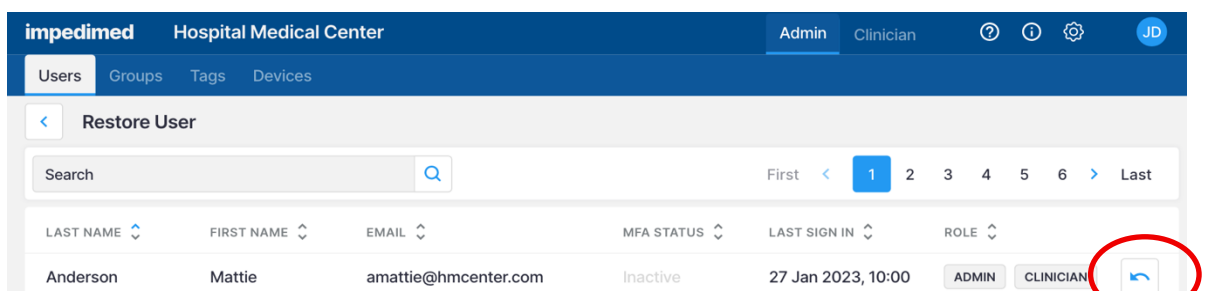 impedimed Hospital Medical Center Admin Clinician JD
Users Groups Tags Devices
Restore User
Search First 1 2 3 4 5 6 Last
LAST NAME FIRST NAME EMAIL MFA STATUS LAST SIGN IN ROLE
Anderson Mattie amattie@hmcenter.com Inactive 27 Jan 2023, 10:00 ADMIN CLINICIAN